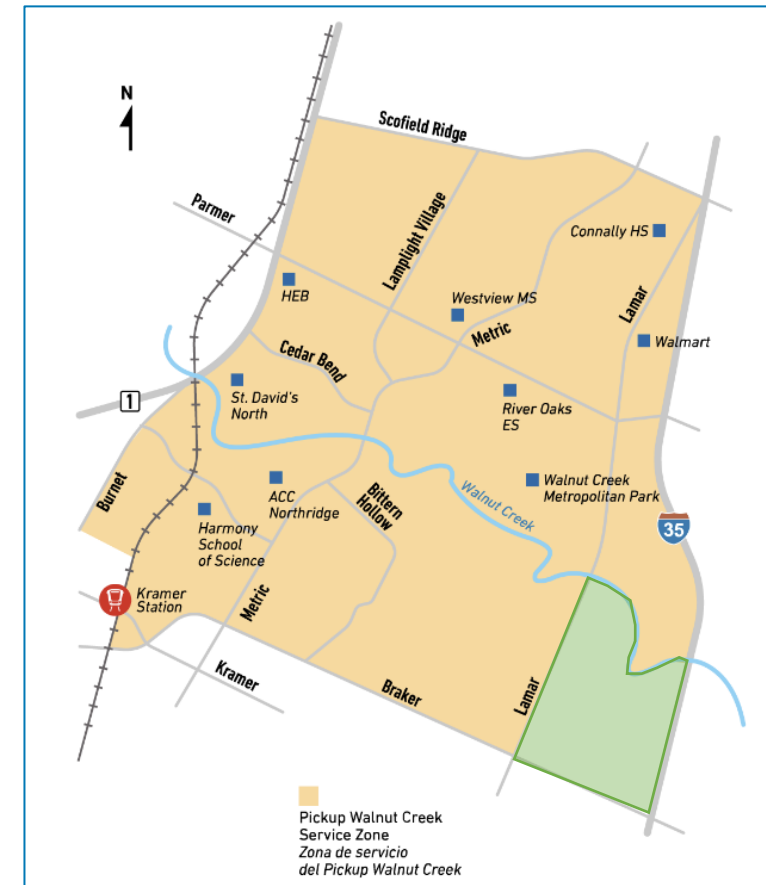 N
Scofield Ridge
Parmer
Lamplight Village
Connally HS
HEB
Westview MS
Metric
Lamar
Walmart
Cedar Bend
1
St. David's
North
River Oaks
ES
Burnet
ACC
Northridge
Bittern
Hollow
Walnut Creek
Walnut Creek
Metropolitan Park
35
Harmony
School
of Science
Kramer
Station
Metric
Kramer
Braker
Lamar
Pickup Walnut Creek
Service Zone
Zona de servicio
del Pickup Walnut Creek